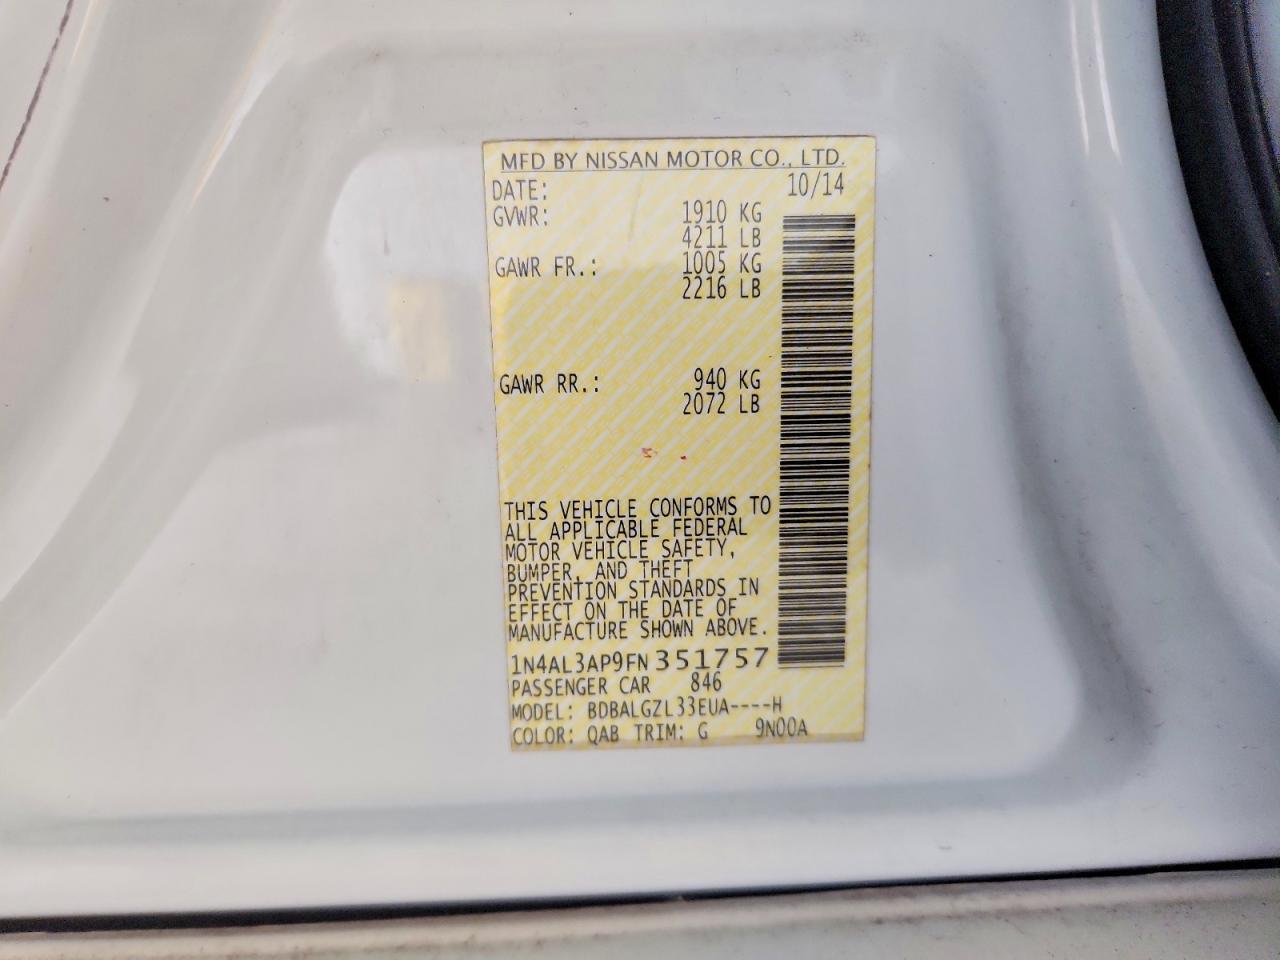 MFD BY NISSAN MOTOR CO., LTD.
DATE: 10/14
GVWR: 1910 KG
4211 LB
GAWR FR.: 1005 KG
2216 LB
GAWR RR.: 940 KG
2072 LB
THIS VEHICLE CONFORMS TO
ALL APPLICABLE FEDERAL
MOTOR VEHICLE SAFETY,
BUMPER, AND THEFT
PREVENTION STANDARDS IN
EFFECT ON THE DATE OF
MANUFACTURE SHOWN ABOVE.
1N4AL3AP9FN351757
PASSENGER CAR 846
MODEL: BDBALGZL33EUA----H
COLOR: QAB TRIM: G 9N00A